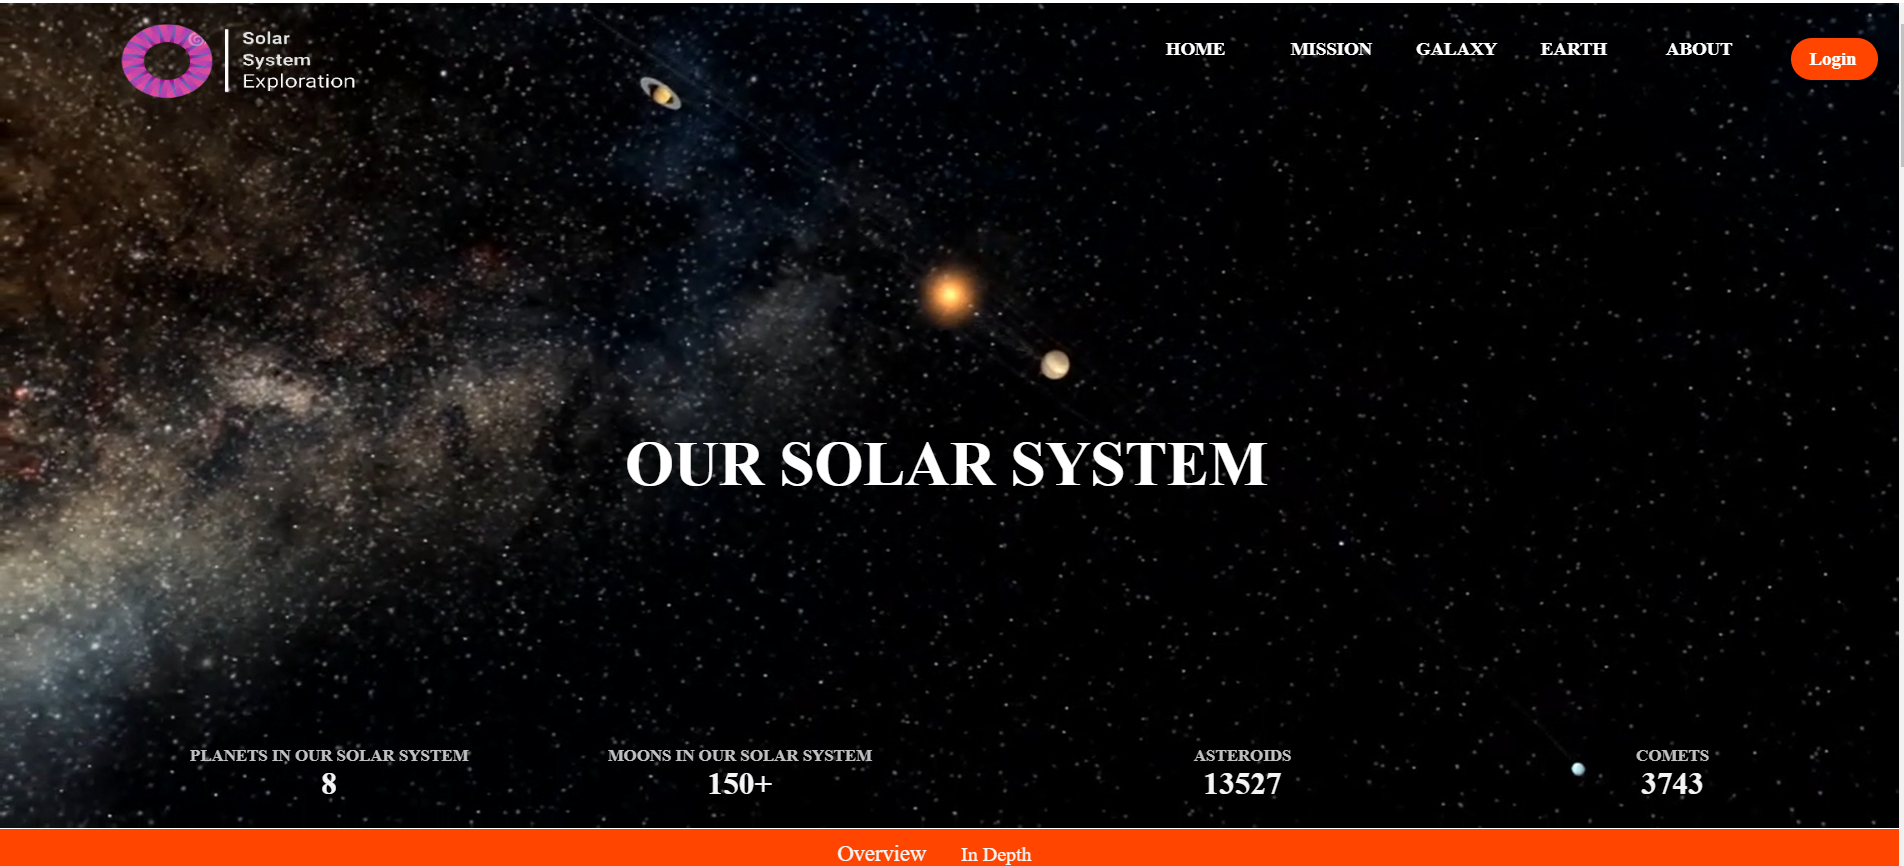 Solar
System
Exploration
HOME MISSION GALAXY EARTH ABOUT
Login
OUR SOLAR SYSTEM
PLANETS IN OUR SOLAR SYSTEM
8
MOONS IN OUR SOLAR SYSTEM
150+
ASTEROIDS
13527
COMETS
3743
Overview In Depth